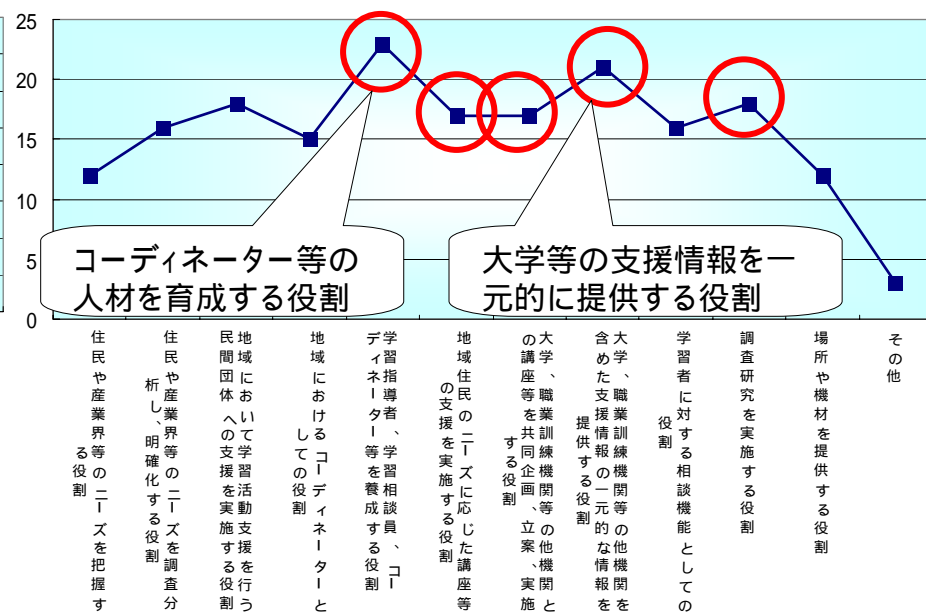 25
20
15
10
5
0
コーディネーター等の
人材を育成する役割
大学等の支援情報を一
元的に提供する役割
住民や産業界等のニーズを把握す
る役割
住民や産業界等のニーズを調査分
析し、明確化する役割
地域において学習活動支援を行う
民間団体への支援を実施する役割
地域におけるコーディネーターと
しての役割
学習指導者、学習相談員、コー
ディネーター等を養成する役割
地域住民のニーズに応じた講座等
の支援を実施する役割
大学、職業訓練機関等の他機関と
の講座等を共同企画、立案、実施
する役割
大学、職業訓練機関等の他機関を
含めた支援情報の一元的な情報を
提供する役割
学習者に対する相談機能としての
役割
調査研究を実施する役割
場所や機材を提供する役割
その他